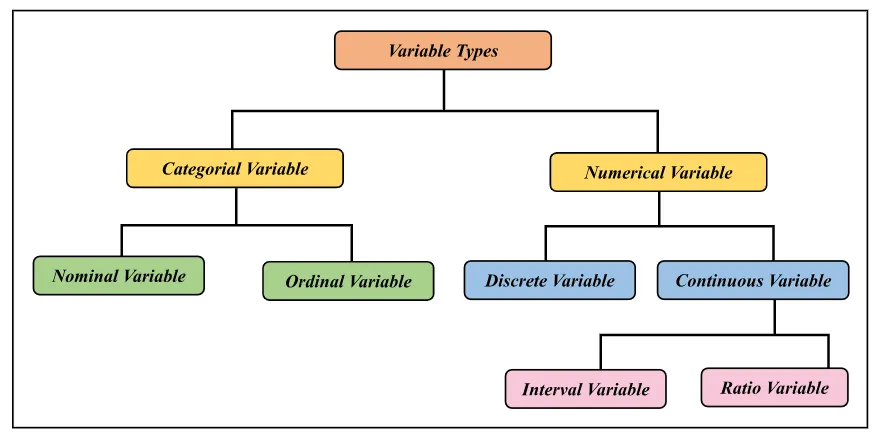 Variable Types
Categorial Variable
Numerical Variable
Nominal Variable
Ordinal Variable
Discrete Variable
Continuous Variable
Interval Variable
Ratio Variable